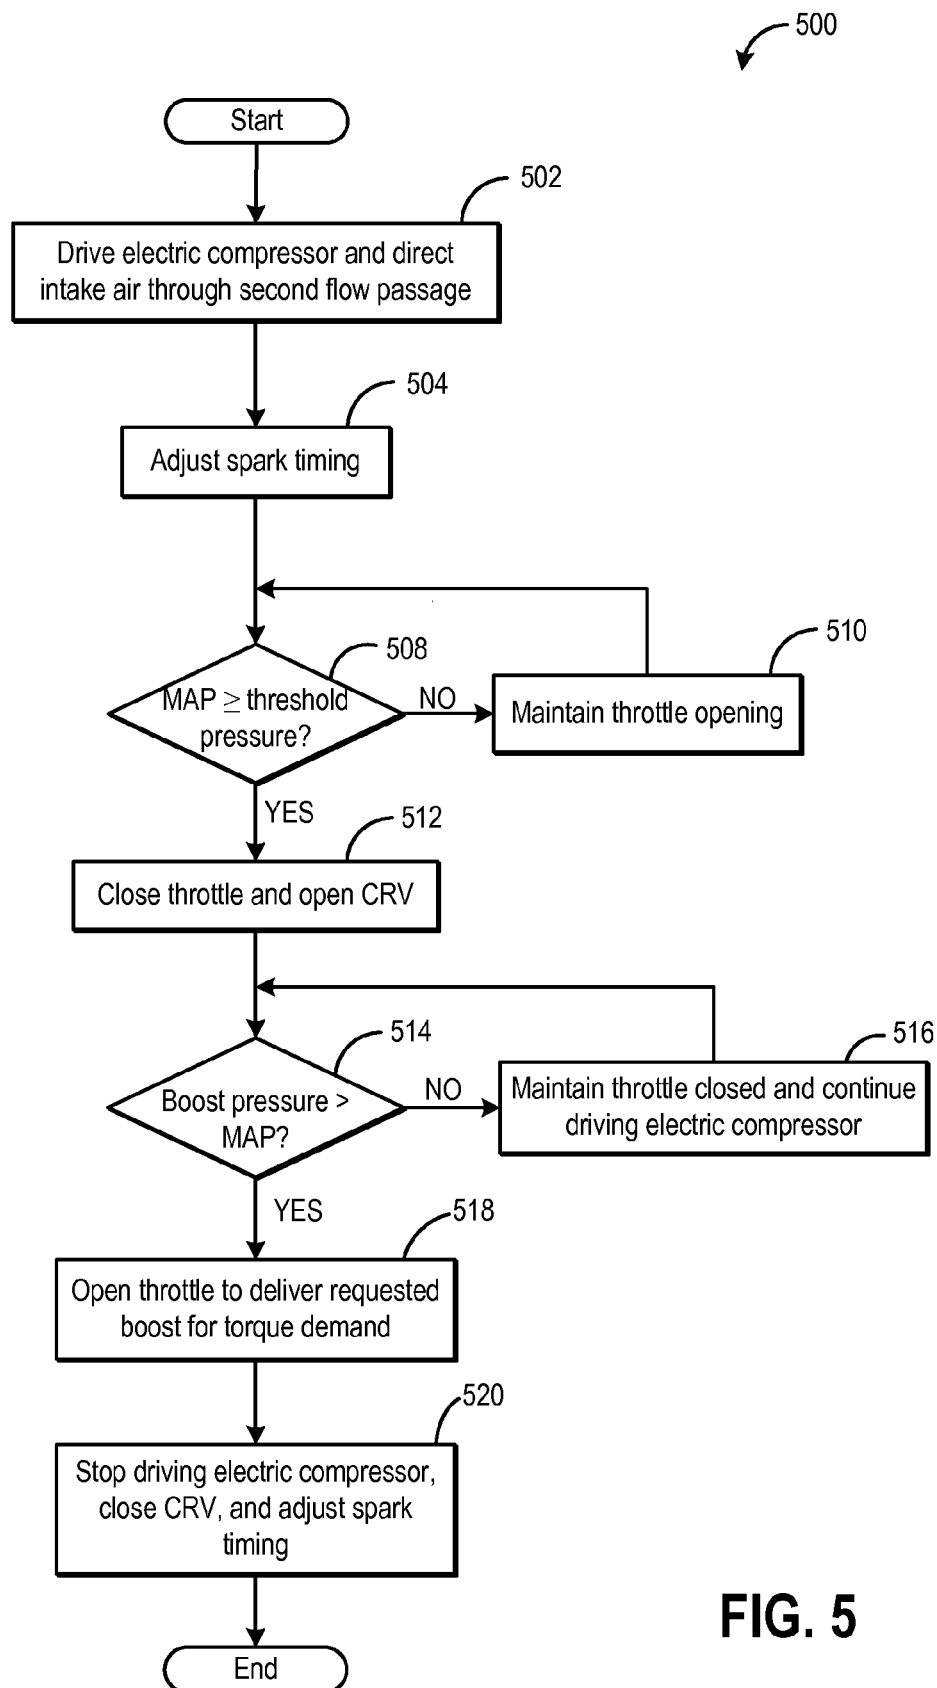 500
Start
502
Drive electric compressor and direct
intake air through second flow passage
504
Adjust spark timing
508
MAP ≥ threshold
pressure?
NO
510
Maintain throttle opening
YES
512
Close throttle and open CRV
514
Boost pressure >
MAP?
NO
516
Maintain throttle closed and continue
driving electric compressor
YES
518
Open throttle to deliver requested
boost for torque demand
520
Stop driving electric compressor,
close CRV, and adjust spark
timing
End
FIG. 5